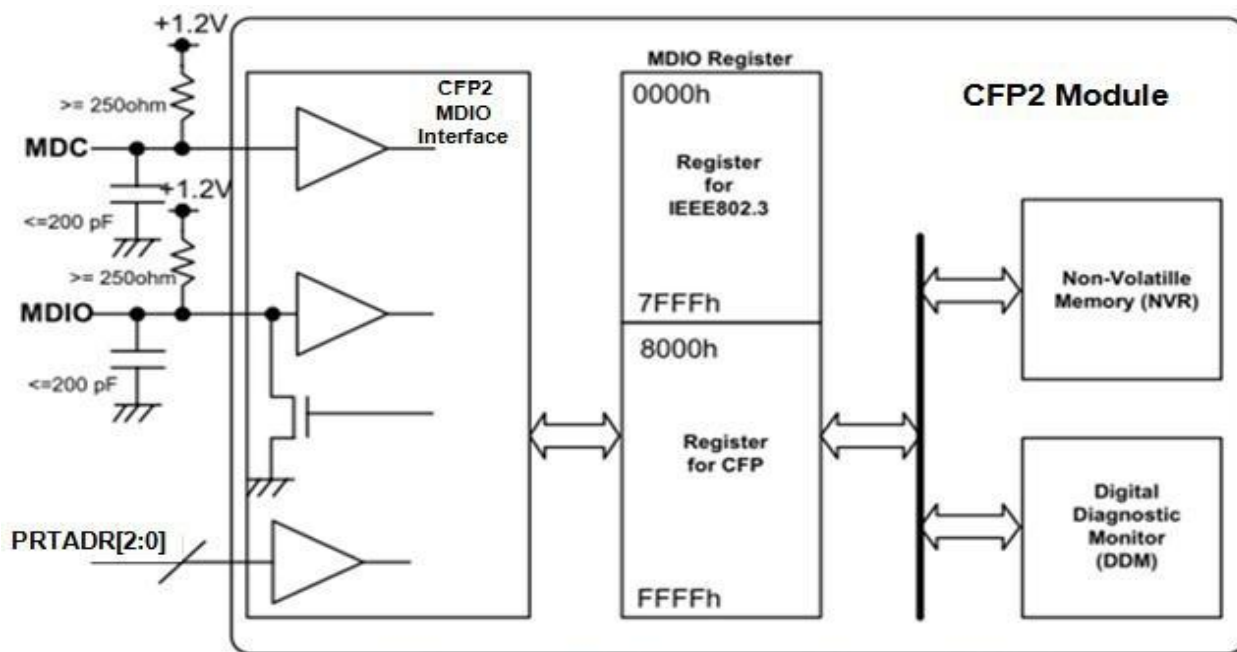 +1.2V
>= 250ohm
MDC
<=200 pF
+1.2V
>= 250ohm
MDIO
<=200 pF
PRTADR[2:0]
CFP2
MDIO
Interface
MDIO Register
0000h
Register
for
IEEE802.3
7FFFh
8000h
Register
for CFP
FFFFh
CFP2 Module
Non-Volatille
Memory (NVR)
Digital
Diagnostic
Monitor
(DDM)